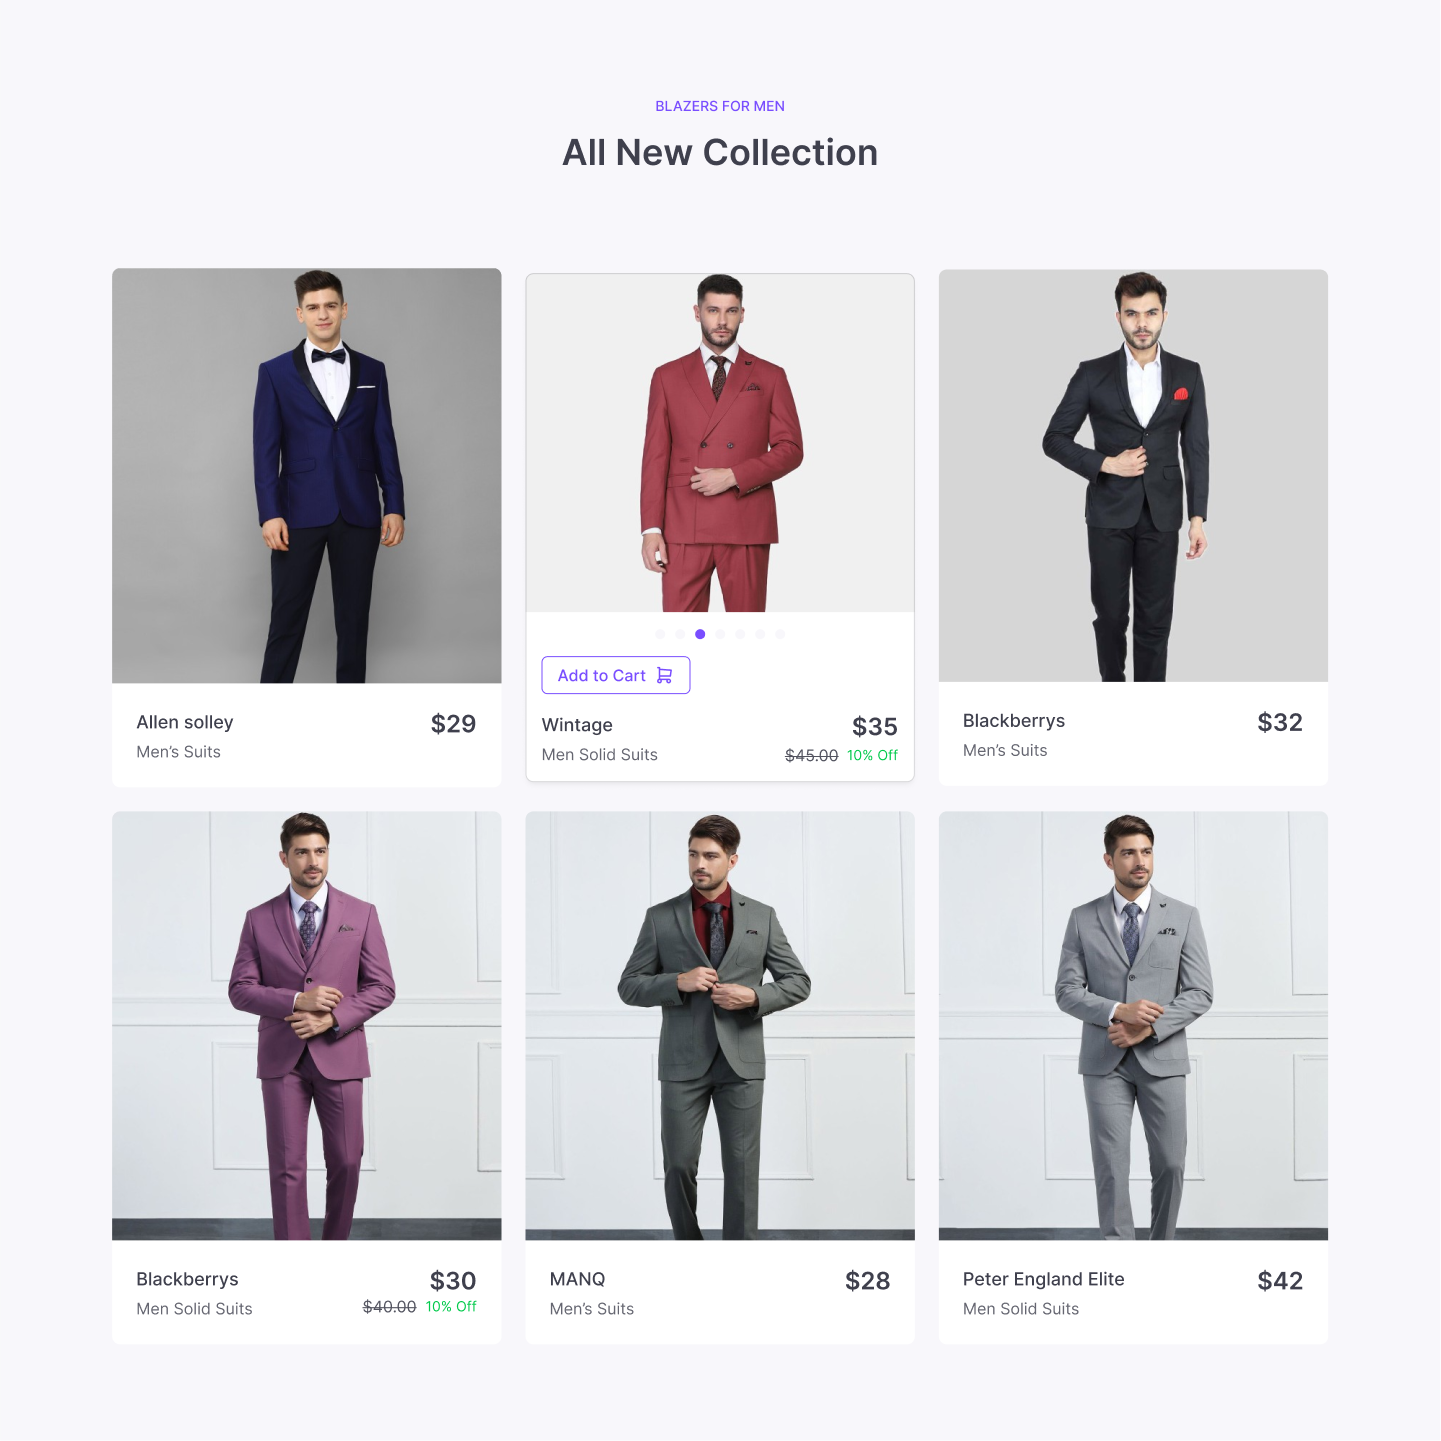 BLAZERS FOR MEN
All New Collection
Allen solley
$29
Men’s Suits
Add to Cart
Wintage
$35
Men Solid Suits
$45.00 10% Off
Blackberrys
$32
Men’s Suits
Blackberrys
$30
Men Solid Suits
$40.00 10% Off
MANQ
$28
Men’s Suits
Peter England Elite
$42
Men Solid Suits